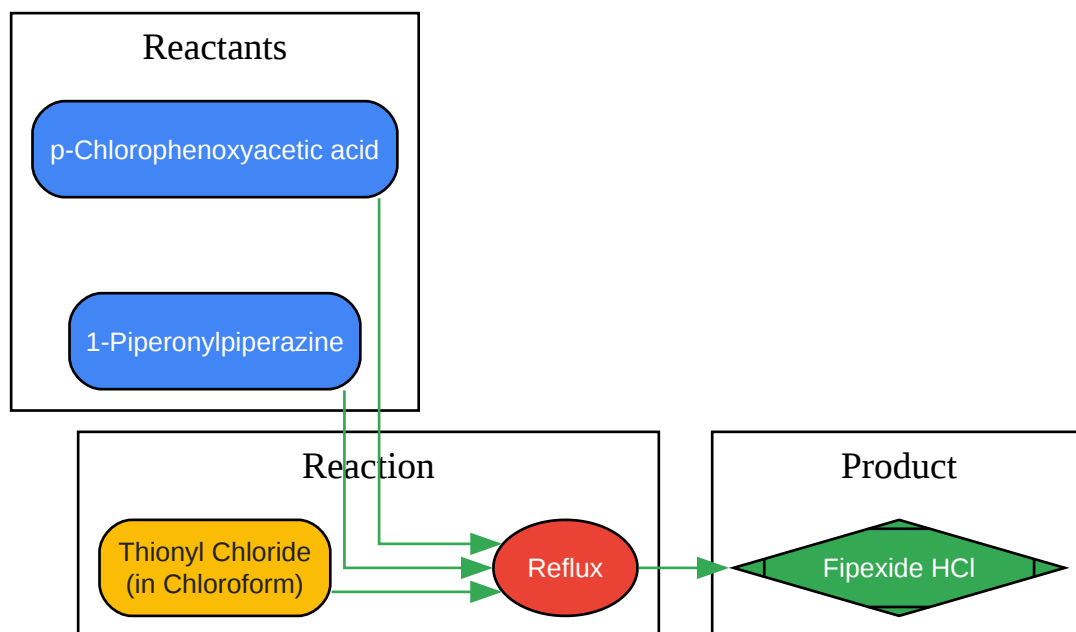 Reactants
p-Chlorophenoxyacetic acid
1-Piperonylpiperazine
Reaction
Thionyl Chloride
(in Chloroform)
Reflux
Product
Fipexide HCl